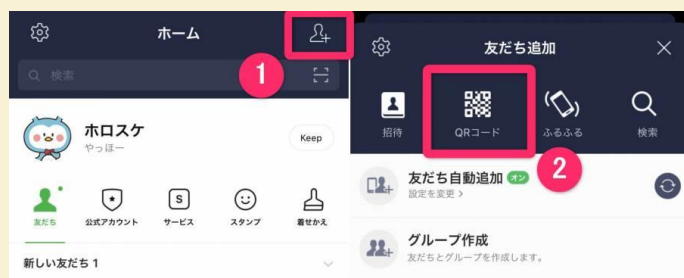 ホーム
検索
1
ホロスケ
やっほー
Keep
友だち
公式アカウント
S
サービス
スタンプ
着せかえ
新しい友だち 1
友だち追加
招待
QRコード
ふるふる
検索
2
友だち自動追加 オン
設定を変更 >
グループ作成
友だちとグループを作成します。